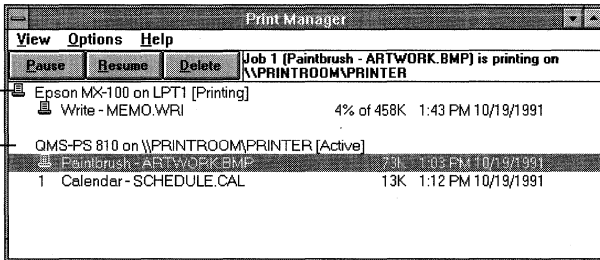 Print Manager
View Options Help
Pause Resume Delete
Job 1 (Paintbrush - ARTWORK.BMP) is printing on
\\PRINTROOM\PRINTER
Epson MX-100 on LPT1 [Printing]
Write - MEMO.WRI 4% of 458K 1:43 PM 10/19/1991
QMS-PS 810 on \\PRINTROOM\PRINTER [Active]
Paintbrush - ARTWORK.BMP 73K 1:03 PM 10/19/1991
1 Calendar - SCHEDULE.CAL 13K 1:12 PM 10/19/1991